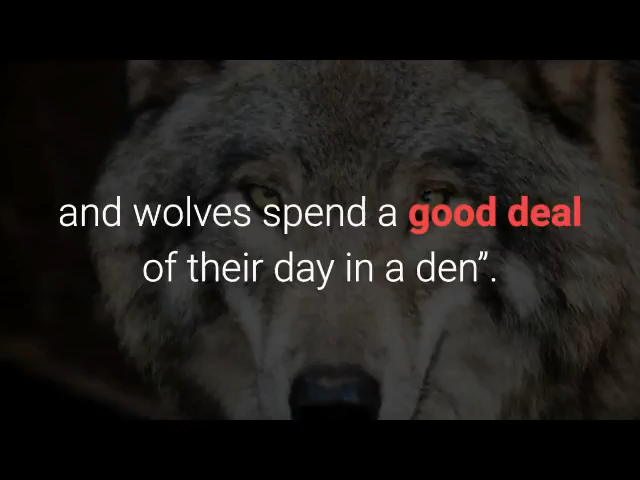 and wolves spend a good deal
of their day in a den”.